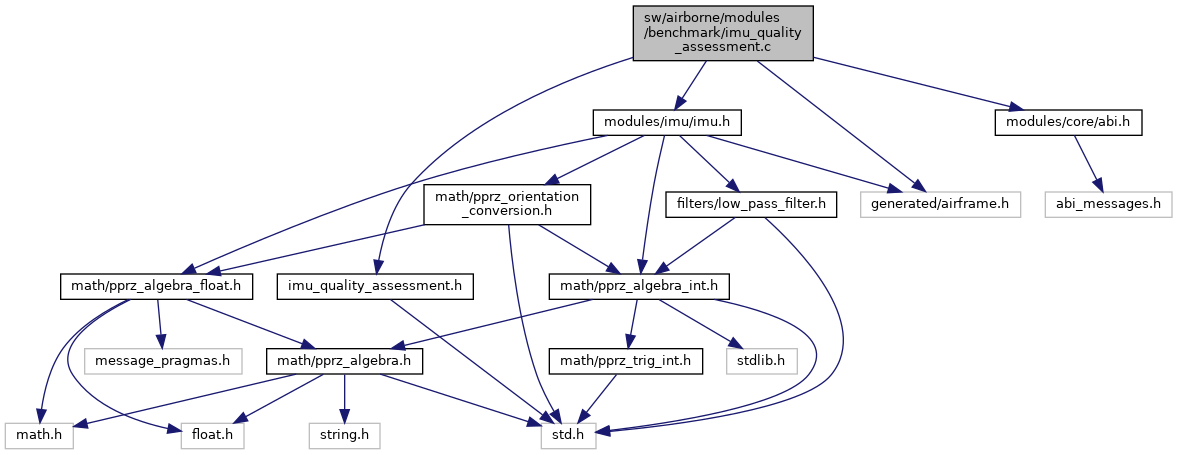 sw/airborne/modules
/benchmark/imu_quality
_assessment.c
modules/imu/imu.h
modules/core/abi.h
math/pprz_orientation
_conversion.h
filters/low_pass_filter.h
generated/airframe.h
abi_messages.h
math/pprz_algebra_float.h
imu_quality_assessment.h
math/pprz_algebra_int.h
message_pragmas.h
math/pprz_algebra.h
math/pprz_trig_int.h
stdlib.h
math.h
float.h
string.h
std.h